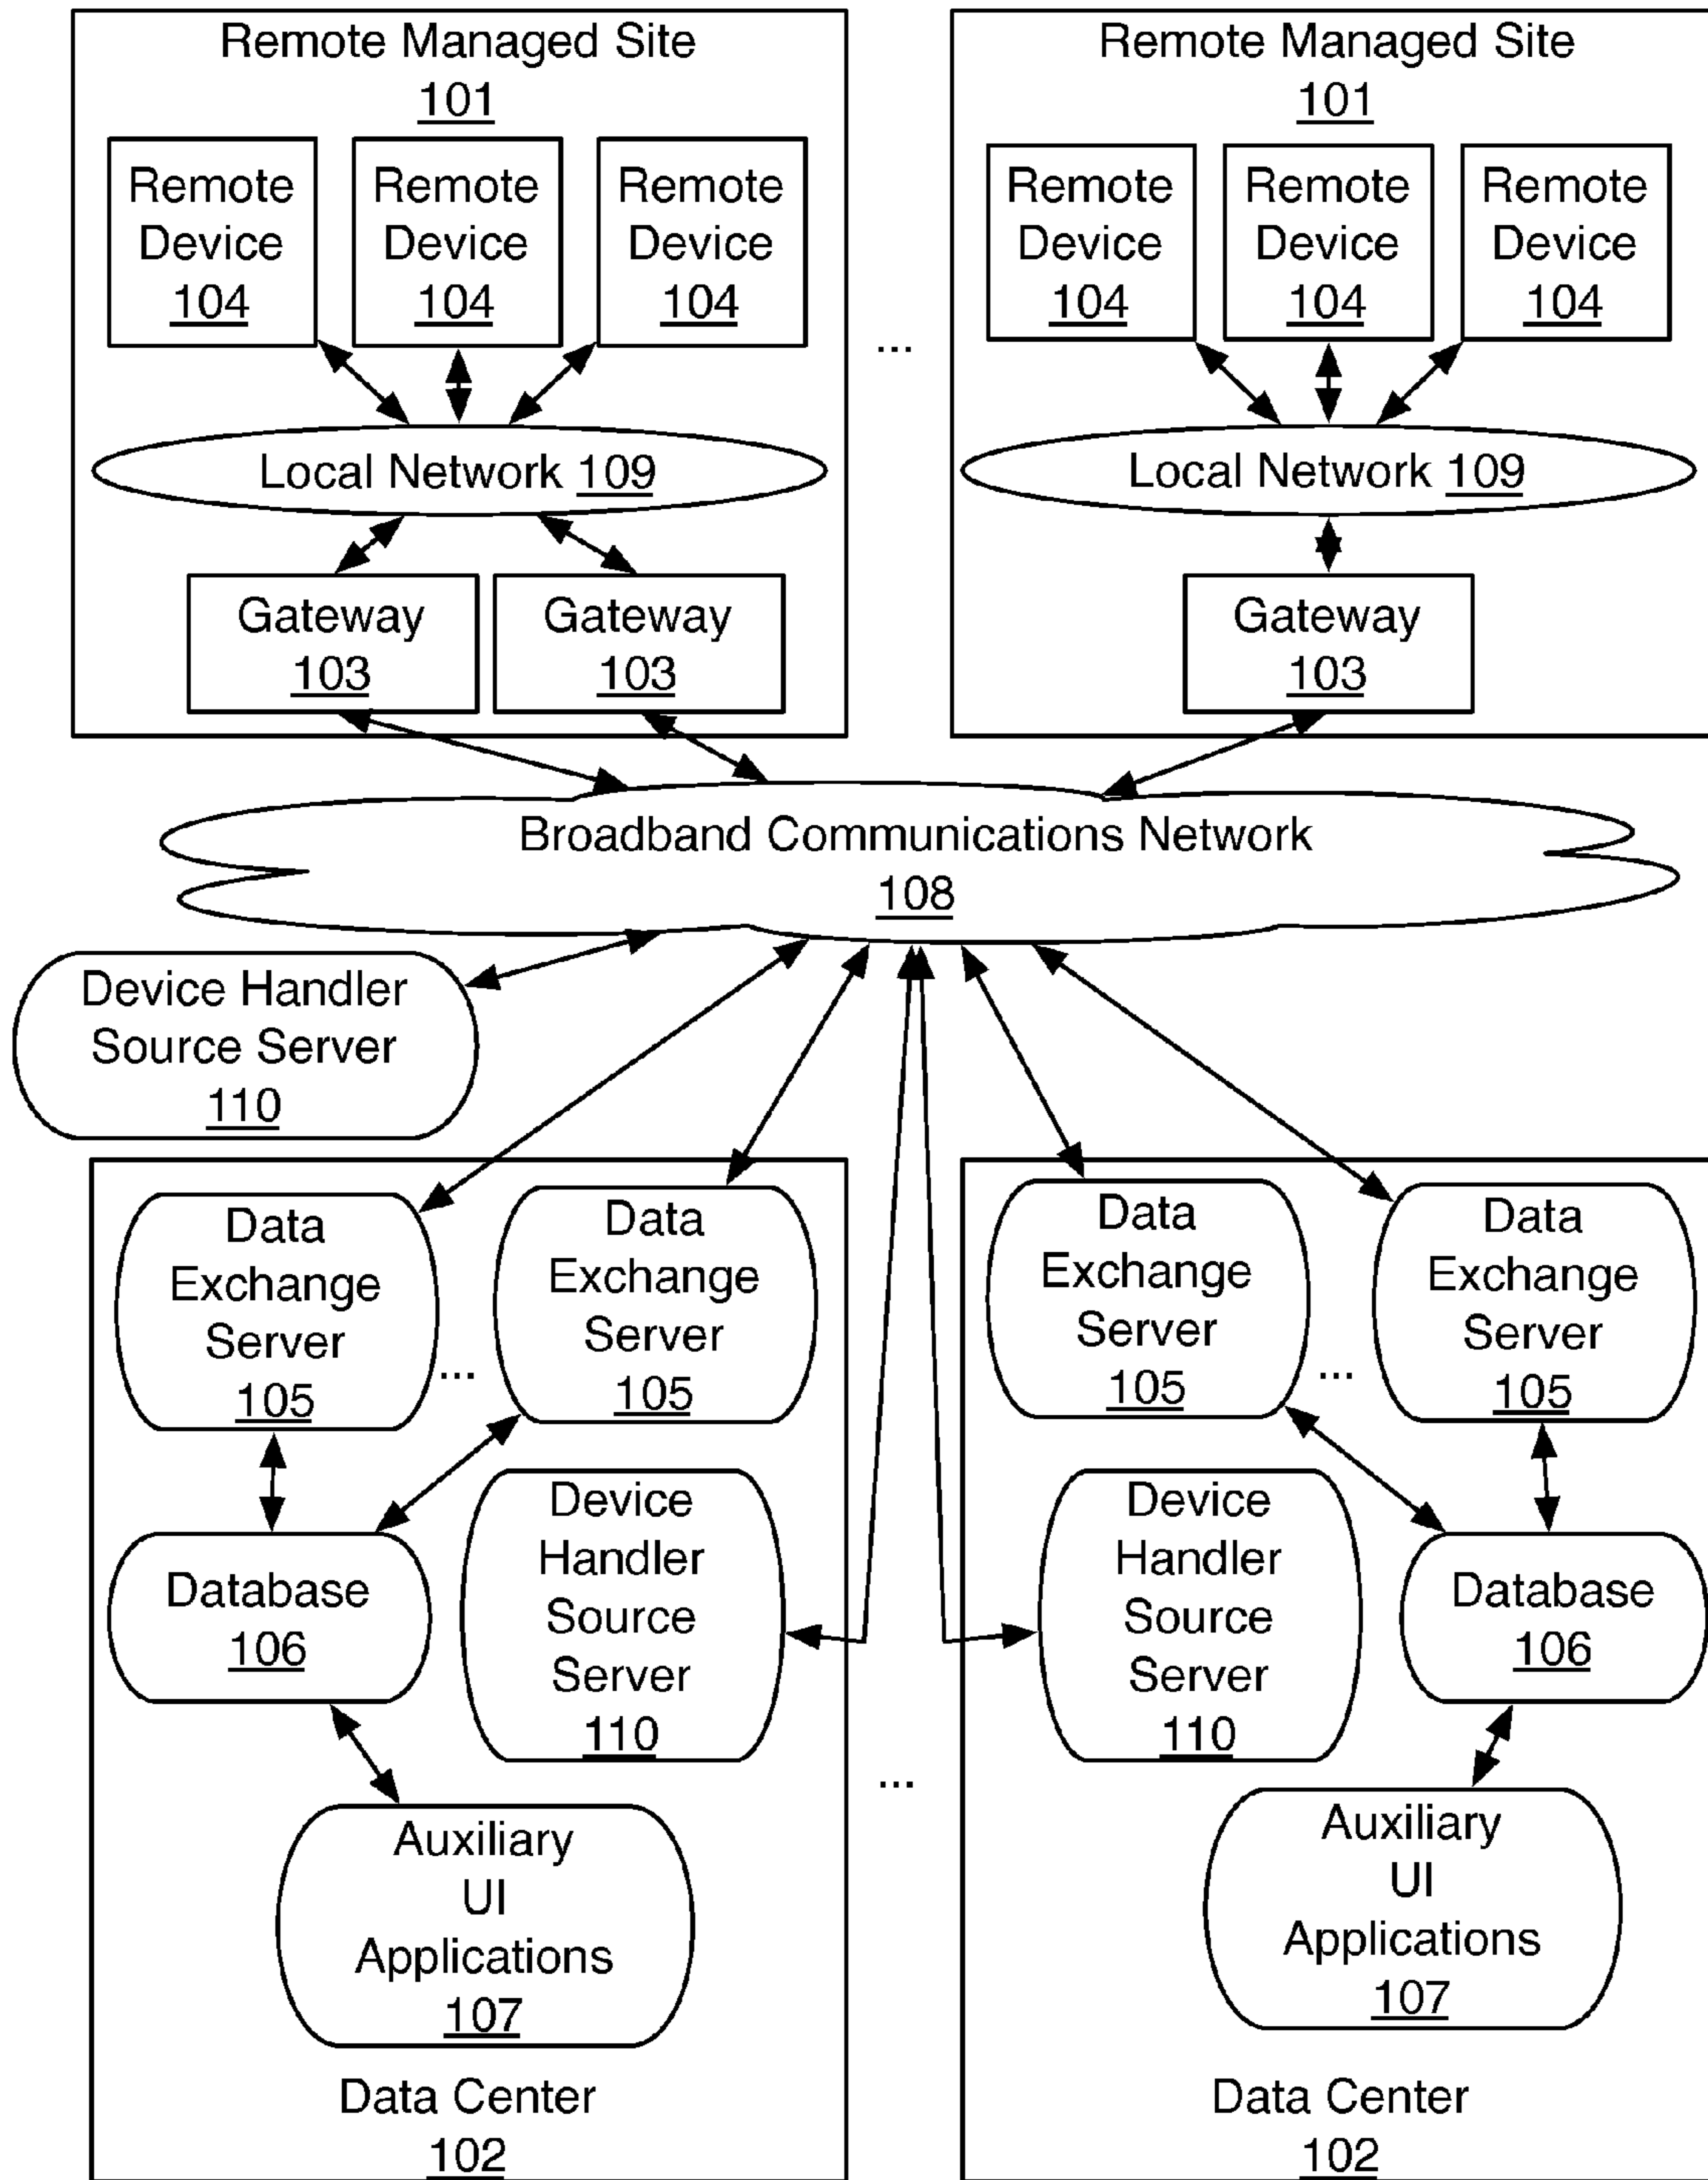 Remote Managed Site
101
Remote
Device
104
Remote
Device
104
Remote
Device
104
Local Network 109
Gateway
103
Gateway
103
...
Remote Managed Site
101
Remote
Device
104
Remote
Device
104
Remote
Device
104
Local Network 109
Gateway
103
Broadband Communications Network
108
Device Handler
Source Server
110
Data
Exchange
Server
105
...
Data
Exchange
Server
105
Database
106
Device
Handler
Source
Server
110
Auxiliary
UI
Applications
107
Data Center
102
...
Data
Exchange
Server
105
...
Data
Exchange
Server
105
Device
Handler
Source
Server
110
Database
106
Auxiliary
UI
Applications
107
Data Center
102